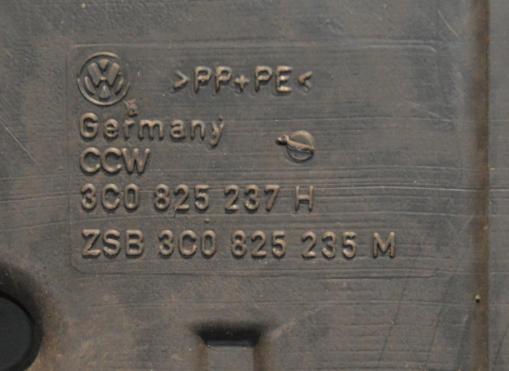 >PP+PE<
Germany
CCW
3C0 825 237 H
ZSB 3C0 825 235 M